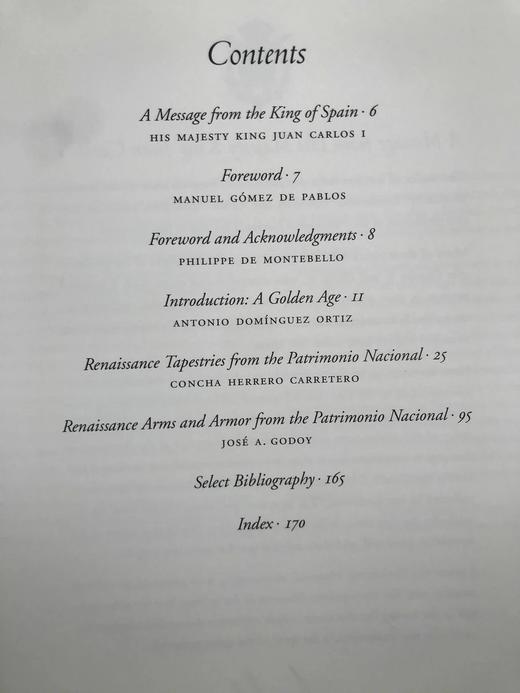 Contents
A Message from the King of Spain · 6
HIS MAJESTY KING JUAN CARLOS I
Foreword · 7
MANUEL GÓMEZ DE PABLOS
Foreword and Acknowledgments · 8
PHILIPPE DE MONTEBELLO
Introduction: A Golden Age · 11
ANTONIO DOMÍNGUEZ ORTIZ
Renaissance Tapestries from the Patrimonio Nacional · 25
CONCHA HERRERO CARRETERO
Renaissance Arms and Armor from the Patrimonio Nacional · 95
JOSÉ A. GODOY
Select Bibliography · 165
Index · 170